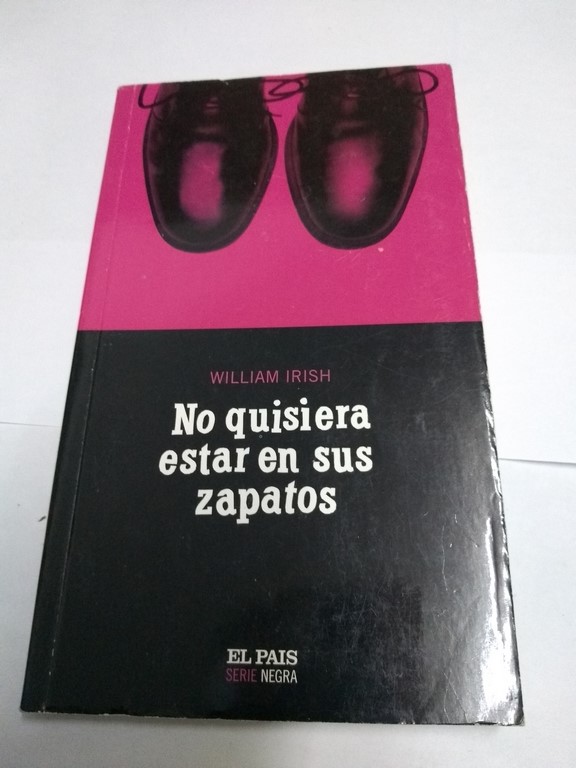 WILLIAM IRISH
No quisiera
estar en sus
zapatos
EL PAIS
SERIE NEGRA